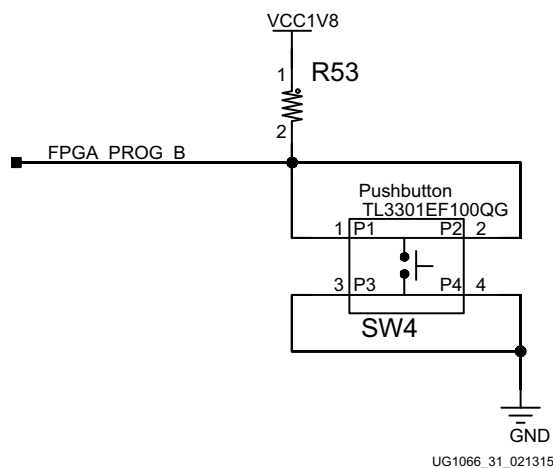 VCC1V8
1
R53
2
FPGA_PROG_B
Pushbutton
TL3301EF100QG
1 P1 P2 2
3 P3 P4 4
SW4
GND
UG1066_31_021315